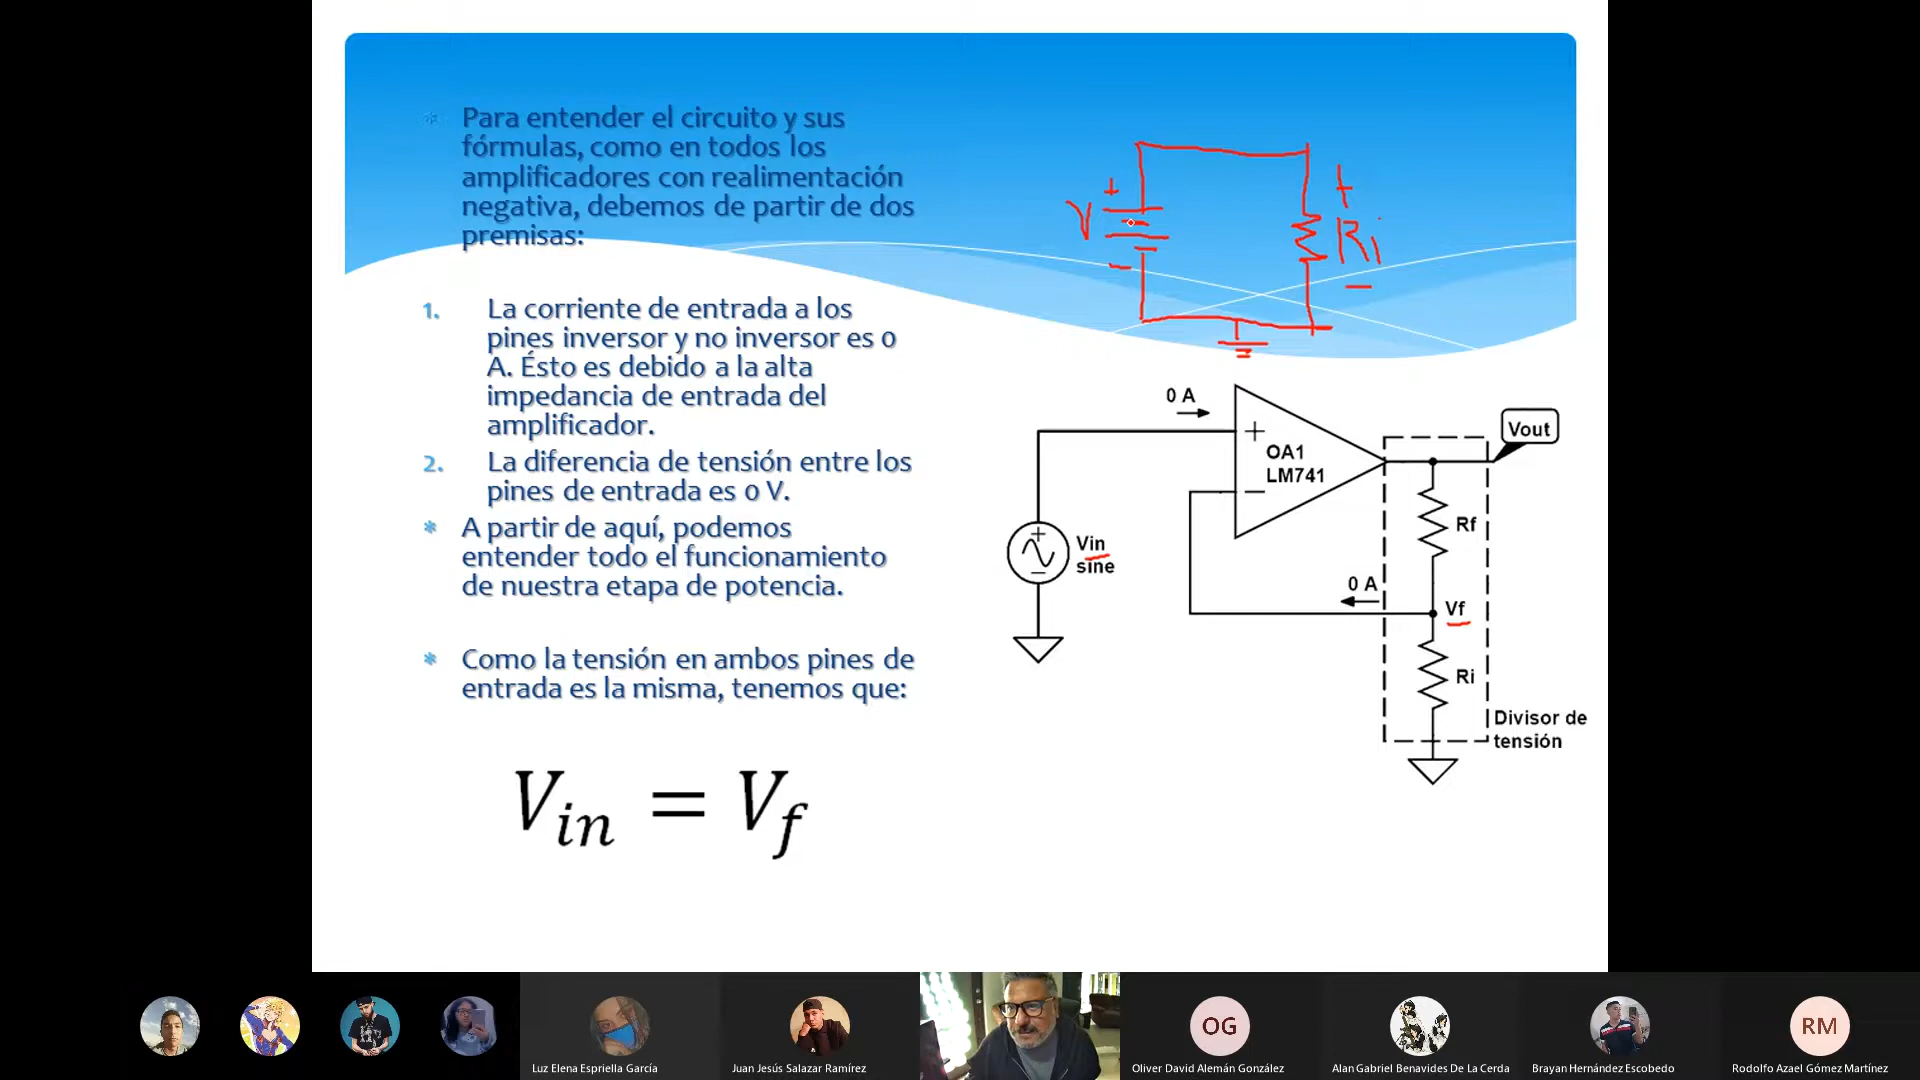 * Para entender el circuito y sus
fórmulas, como en todos los
amplificadores con realimentación
negativa, debemos de partir de dos
premisas:
1. La corriente de entrada a los
pines inversor y no inversor es 0
A. Ésto es debido a la alta
impedancia de entrada del
amplificador.
2. La diferencia de tensión entre los
pines de entrada es 0 V.
* A partir de aquí, podemos
entender todo el funcionamiento
de nuestra etapa de potencia.
* Como la tensión en ambos pines de
entrada es la misma, tenemos que:
V_in = V_f
+
V
-
+
Ri
-
0 A
+
OA1
LM741
-
Vout
Rf
Vin
sine
0 A
Vf
Ri
Divisor de
tensión
OG
RM
Luz Elena Espriella García
Juan Jesús Salazar Ramírez
Oliver David Alemán González
Alan Gabriel Benavides De La Cerda
Brayan Hernández Escobedo
Rodolfo Azael Gómez Martínez